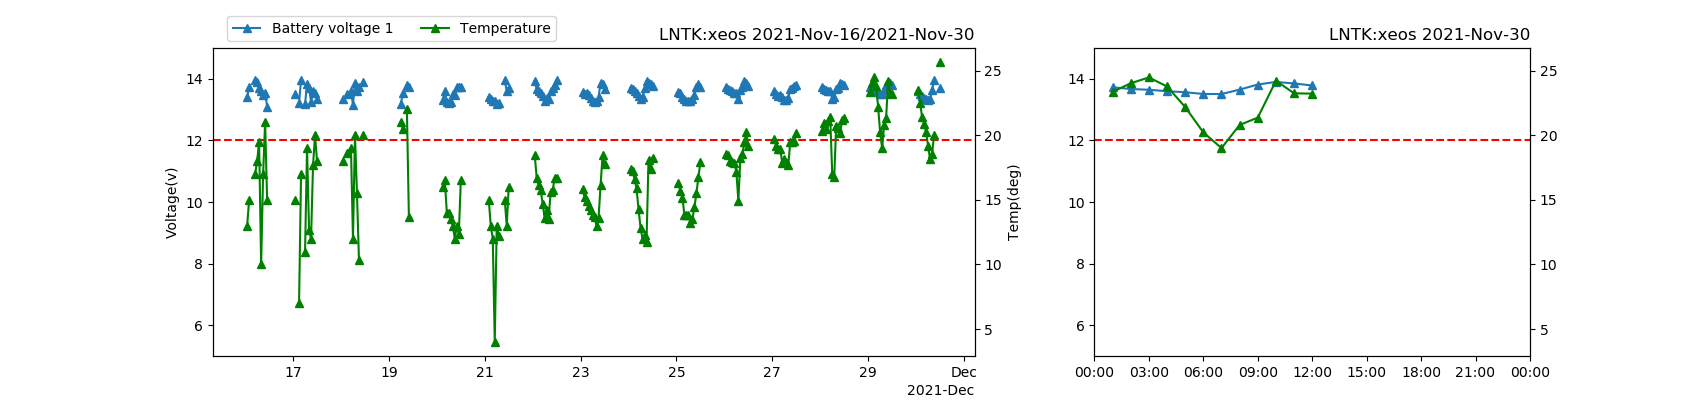 Battery voltage 1 Temperature
LNTK:xeos 2021-Nov-16/2021-Nov-30
14
12
10
8
6
Voltage(v)
25
20
15
10
5
Temp(deg)
17 19 21 23 25 27 29 Dec
2021-Dec
LNTK:xeos 2021-Nov-30
14
12
10
8
6
25
20
15
10
5
00:00 03:00 06:00 09:00 12:00 15:00 18:00 21:00 00:00